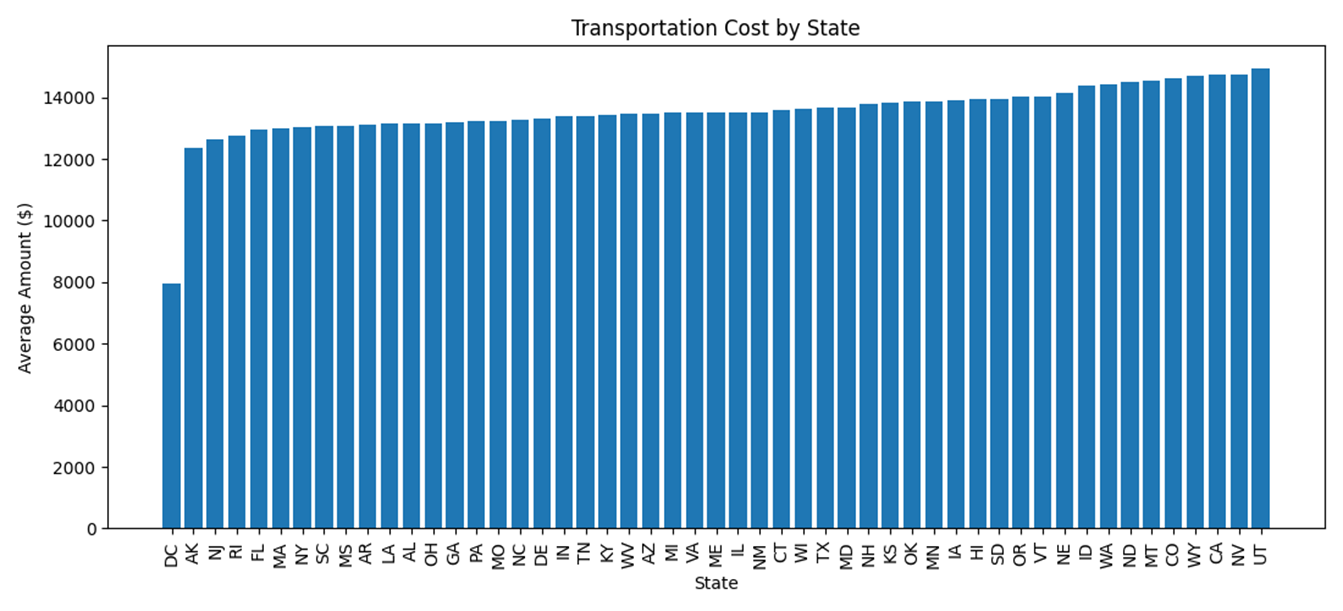 Transportation Cost by State
Average Amount ($)
14000
12000
10000
8000
6000
4000
2000
0
DC AK NJ RI FL MA NY SC MS AR LA AL OH GA PA MO NC DE IN TN KY WV AZ MI VA ME IL NM CT WI TX MD NH KS OK MN IA HI SD OR VT NE ID WA ND MT CO WY CA NV UT
State